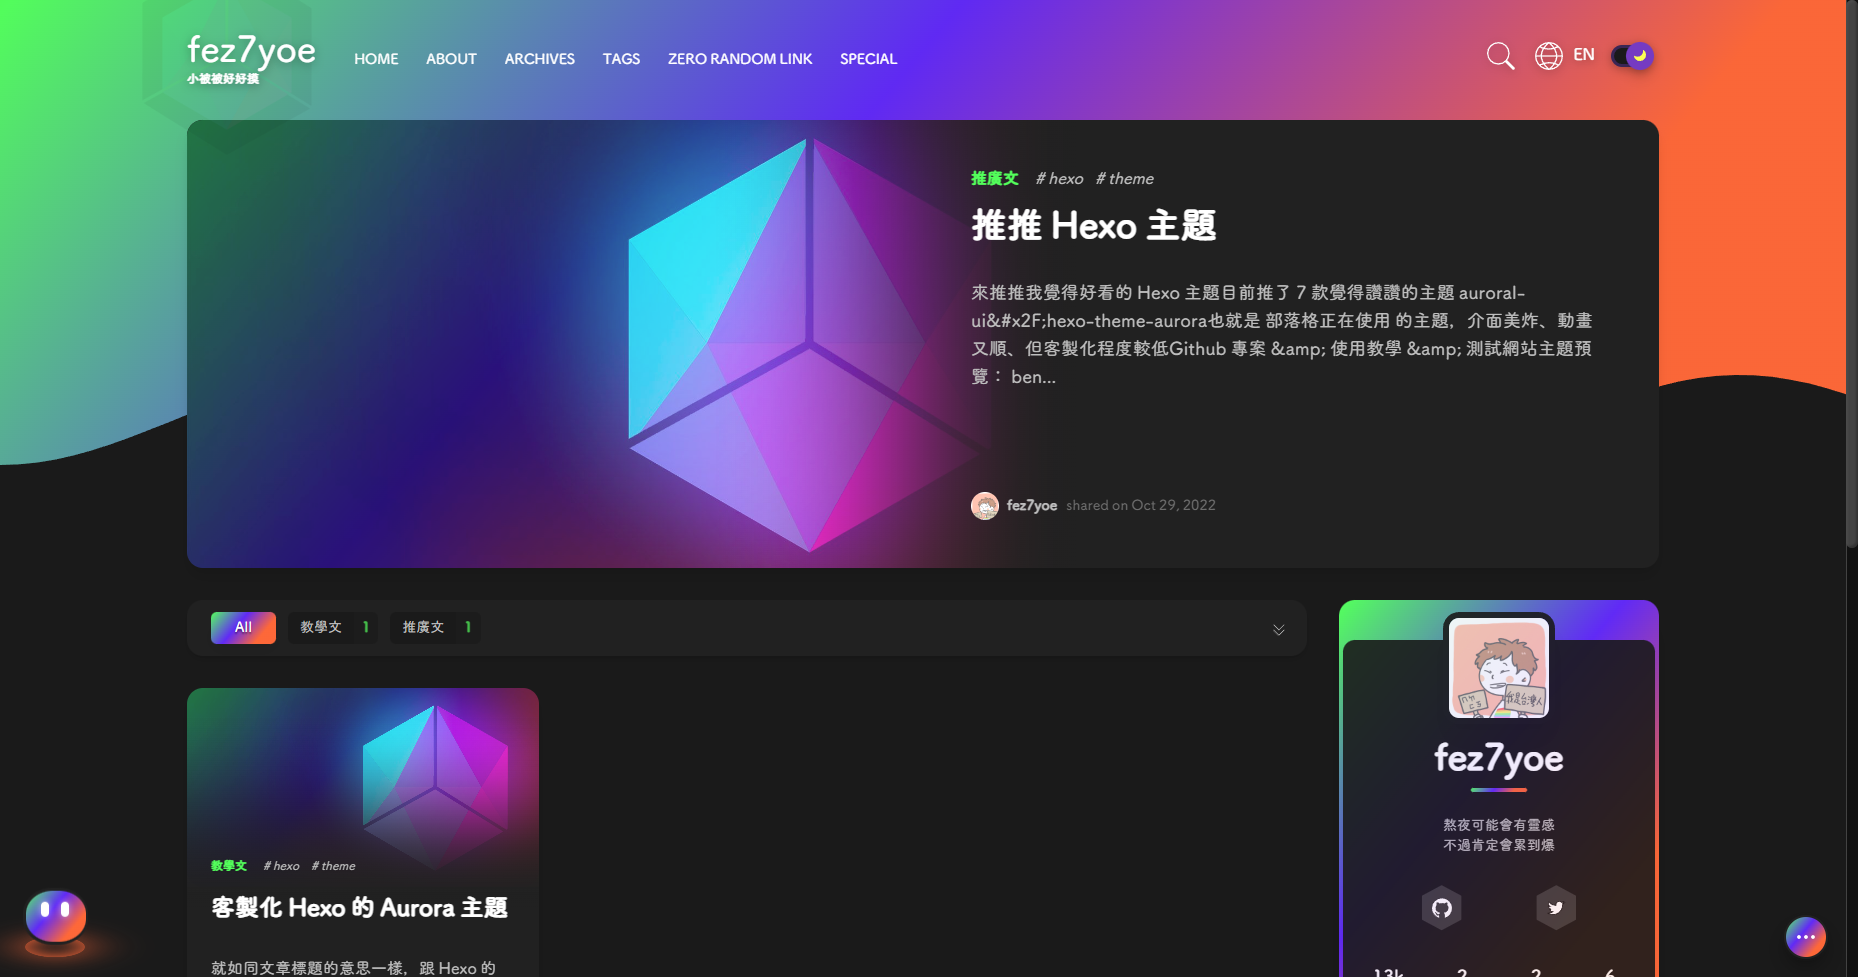 fez7yoe
小被被好好摸
HOME ABOUT ARCHIVES TAGS ZERO RANDOM LINK SPECIAL
EN
推廣文 # hexo # theme
推推 Hexo 主題
來推推我覺得好看的 Hexo 主題目前推了 7 款覺得讚讚的主題 auroral-
ui&#x2F;hexo-theme-aurora也就是 部落格正在使用 的主題，介面美炸、動畫
又順、但客製化程度較低Github 專案 &amp; 使用教學 &amp; 測試網站主題預
覽： ben...
fez7yoe shared on Oct 29, 2022
All 教學文 1 推廣文 1
教學文 # hexo # theme
客製化 Hexo 的 Aurora 主題
就如同文章標題的意思一樣，跟 Hexo 的
我是台灣人
fez7yoe
熬夜可能會有靈感
不過肯定會累到爆
13k 2 2 6